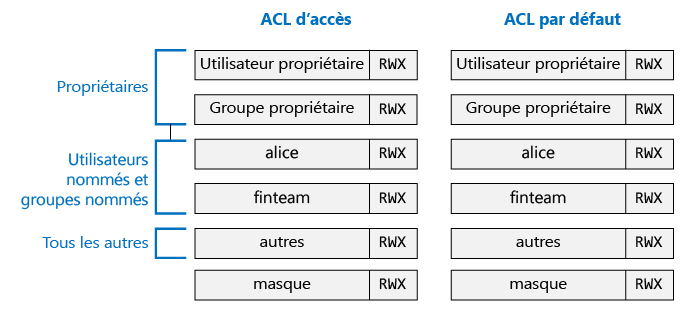 ACL d’accès ACL par défaut
Propriétaires
Utilisateur propriétaire RWX Utilisateur propriétaire RWX
Groupe propriétaire RWX Groupe propriétaire RWX
Utilisateurs
nommés et
groupes nommés
alice RWX alice RWX
finteam RWX finteam RWX
Tous les autres autres RWX autres RWX
masque RWX masque RWX